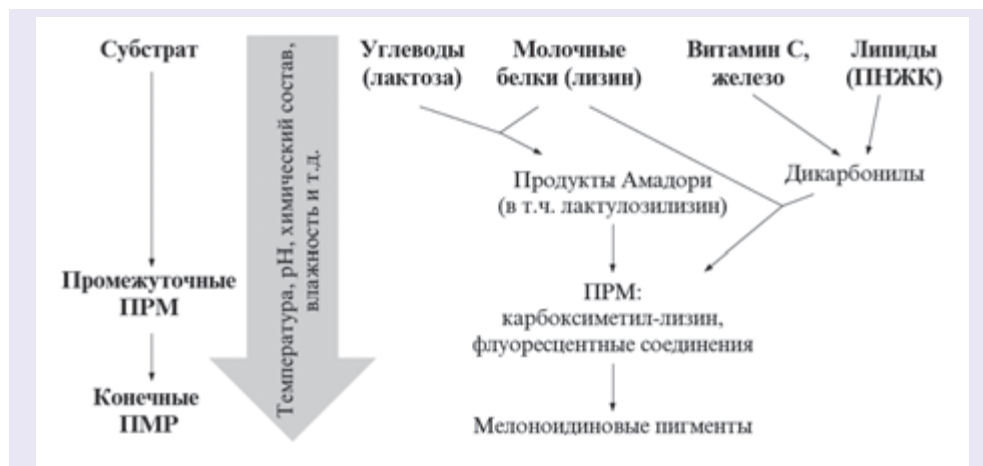 Субстрат
Промежуточные
ПРМ
Конечные
ПМР
Температура, pH, химический состав,
влажность и т.д.
Углеводы
(лактоза)
Молочные
белки (лизин)
Витамин С,
железо
Липиды
(ПНЖК)
Продукты Амадори
(в т.ч. лактулозилизин)
Дикарбонилы
ПРМ:
карбоксиметил-лизин,
флуоресцентные соединения
Мелоноидиновые пигменты